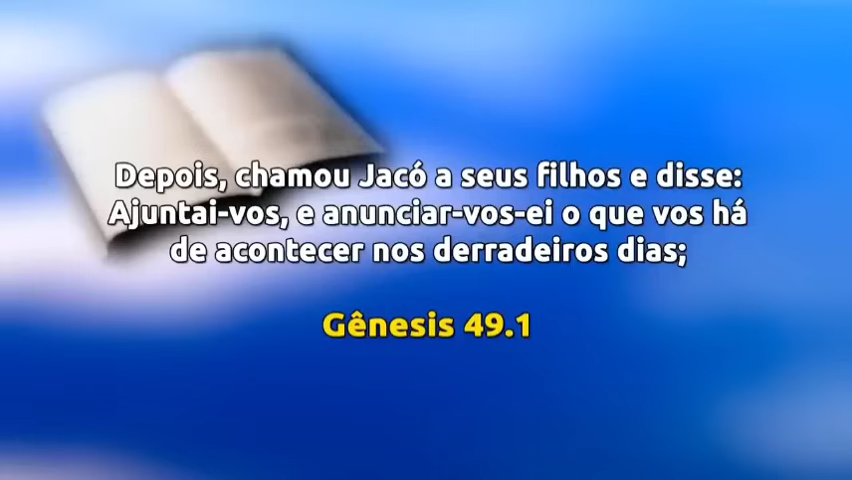 Depois, chamou Jacó a seus filhos e disse:
Ajuntai-vos, e anunciar-vos-ei o que vos há
de acontecer nos derradeiros dias;
Gênesis 49.1